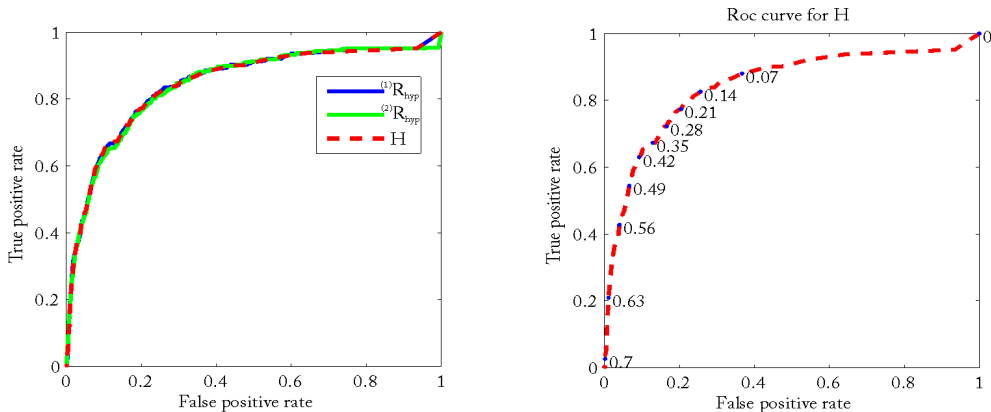 1
0.8
0.6
0.4
0.2
0
0 0.2 0.4 0.6 0.8 1
True positive rate
False positive rate
(1)Rhyp
(2)Rhyp
H
Roc curve for H
1
0.8
0.6
0.4
0.2
0
0 0.2 0.4 0.6 0.8 1
True positive rate
False positive rate
0
0.07
0.14
0.21
0.28
0.35
0.42
0.49
0.56
0.63
0.7